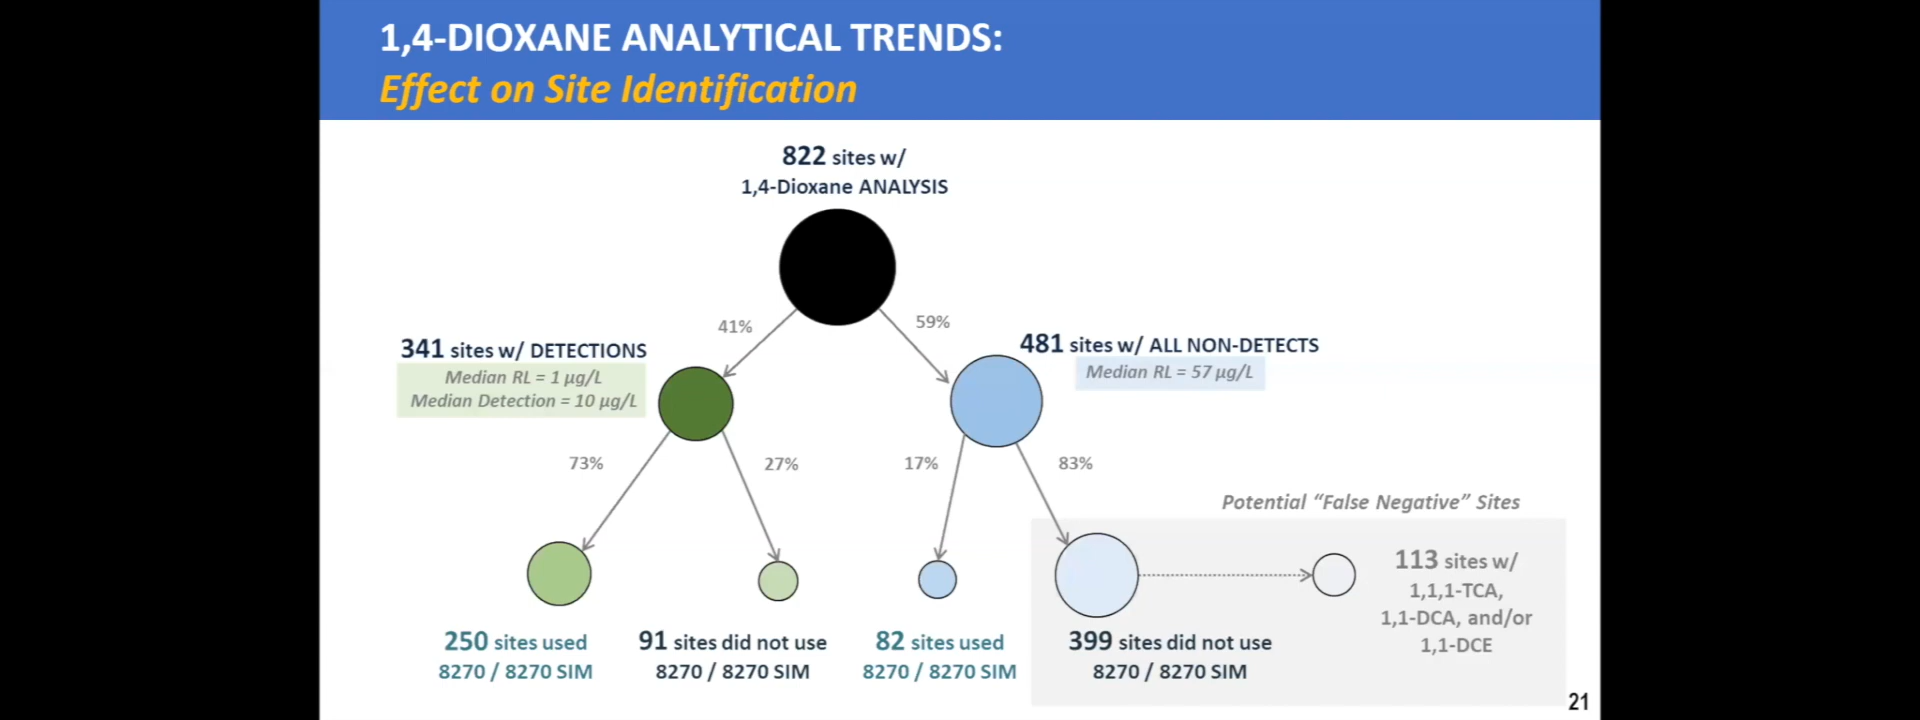 1,4-DIOXANE ANALYTICAL TRENDS:
Effect on Site Identification
822 sites w/
1,4-Dioxane ANALYSIS
41%
59%
341 sites w/ DETECTIONS
Median RL = 1 µg/L
Median Detection = 10 µg/L
481 sites w/ ALL NON-DETECTS
Median RL = 57 µg/L
73%
27%
17%
83%
Potential “False Negative” Sites
250 sites used
8270 / 8270 SIM
91 sites did not use
8270 / 8270 SIM
82 sites used
8270 / 8270 SIM
399 sites did not use
8270 / 8270 SIM
113 sites w/
1,1,1-TCA,
1,1-DCA, and/or
1,1-DCE
21